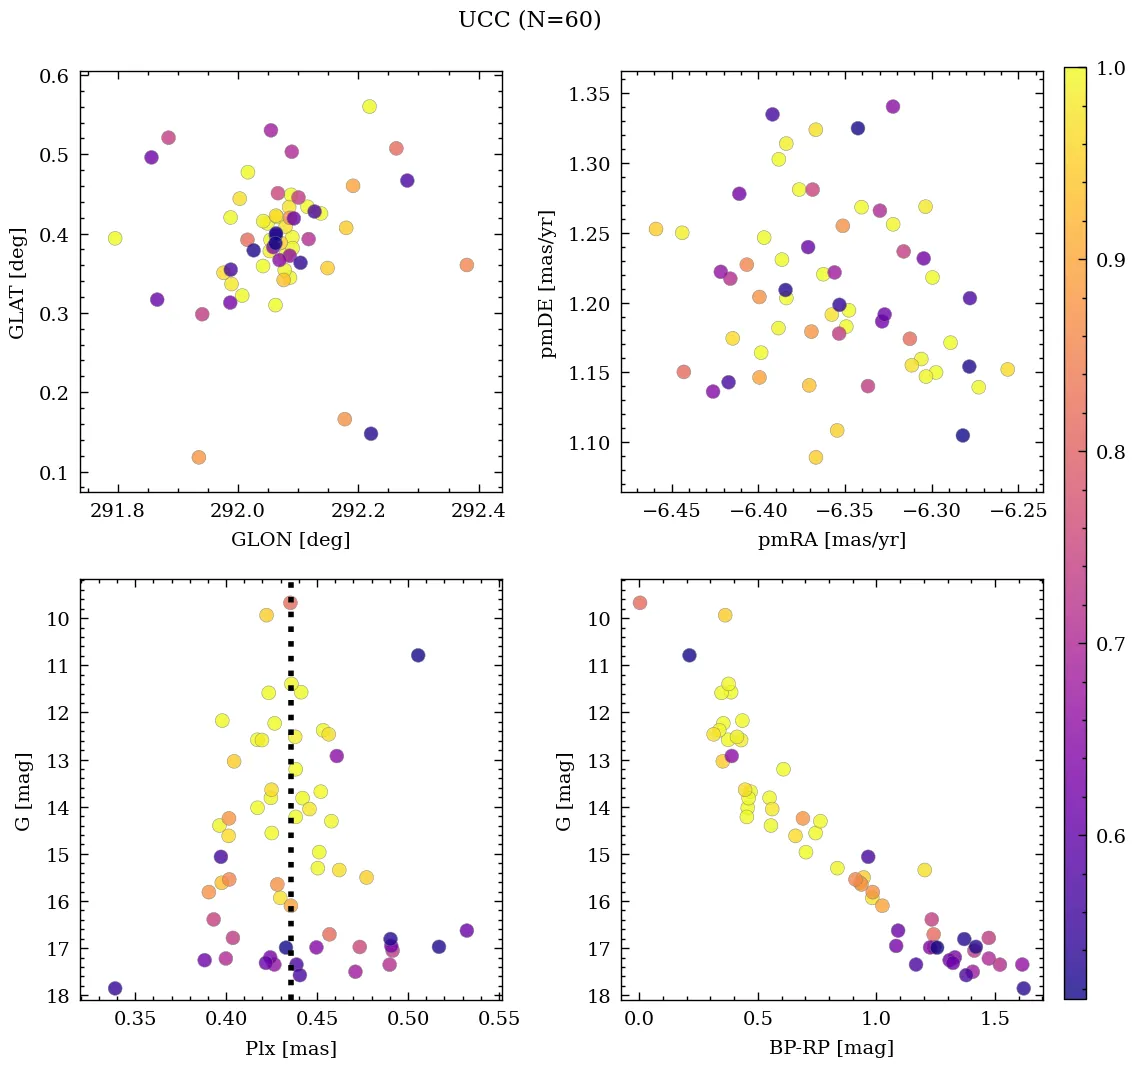 UCC (N=60)
0.6
0.5
0.4
0.3
0.2
0.1
GLAT [deg]
291.8 292.0 292.2 292.4
GLON [deg]
1.35
1.30
1.25
1.20
1.15
1.10
pmDE [mas/yr]
−6.45 −6.40 −6.35 −6.30 −6.25
pmRA [mas/yr]
10
11
12
13
14
15
16
17
18
G [mag]
0.35 0.40 0.45 0.50 0.55
Plx [mas]
10
11
12
13
14
15
16
17
18
G [mag]
0.0 0.5 1.0 1.5
BP-RP [mag]
1.0
0.9
0.8
0.7
0.6